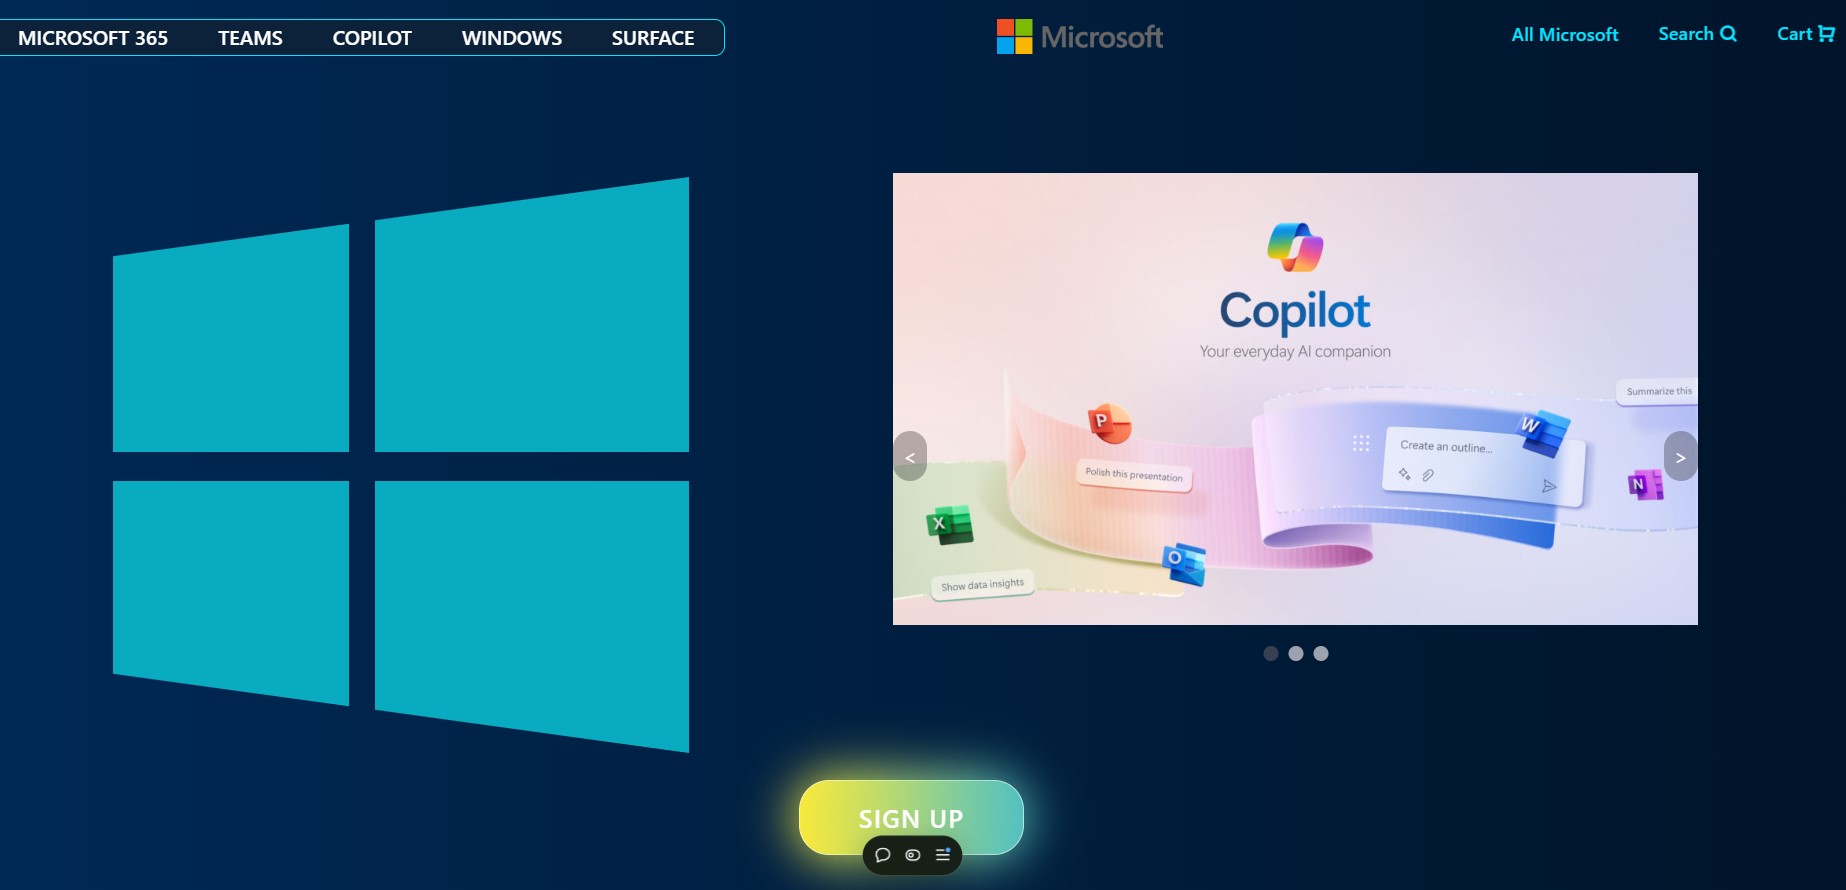 MICROSOFT 365 TEAMS COPILOT WINDOWS SURFACE
Microsoft
All Microsoft Search Cart
Copilot
Your everyday AI companion
Summarize this
P
W
Create an outline...
< >
Polish this presentation
N
X
O
Show data insights
SIGN UP